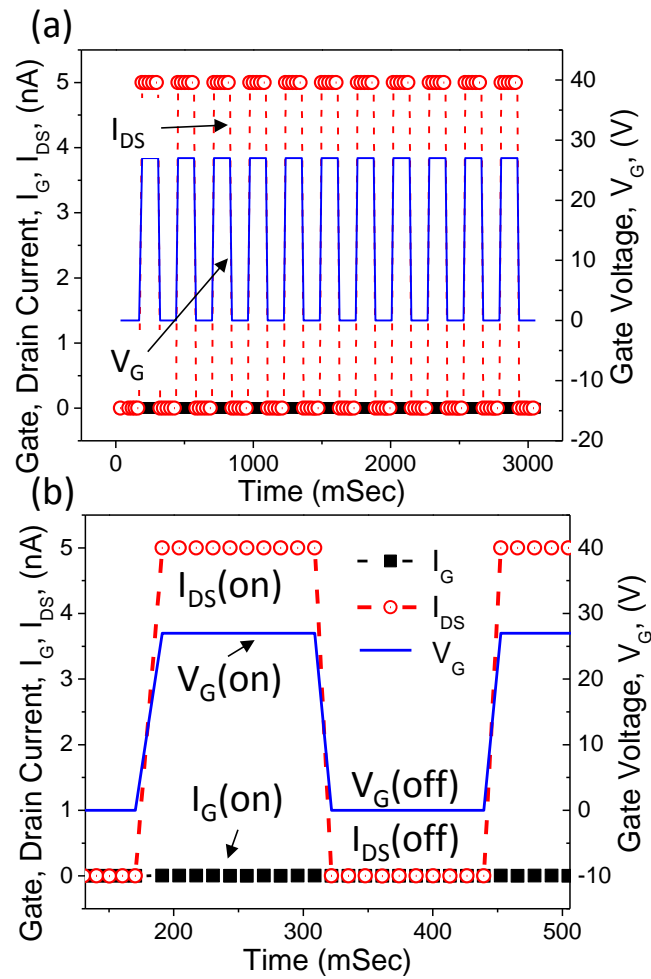 (a)
Gate, Drain Current, I_G, I_DS, (nA)
5
4
3
2
1
0
I_DS
V_G
40
30
20
10
0
-10
-20
Gate Voltage, V_G, (V)
0 1000 2000 3000
Time (mSec)
(b)
Gate, Drain Current, I_G, I_DS, (nA)
5
4
3
2
1
0
I_DS(on)
V_G(on)
I_G(on)
I_G
I_DS
V_G
V_G(off)
I_DS(off)
40
30
20
10
0
-10
Gate Voltage, V_G, (V)
200 300 400 500
Time (mSec)